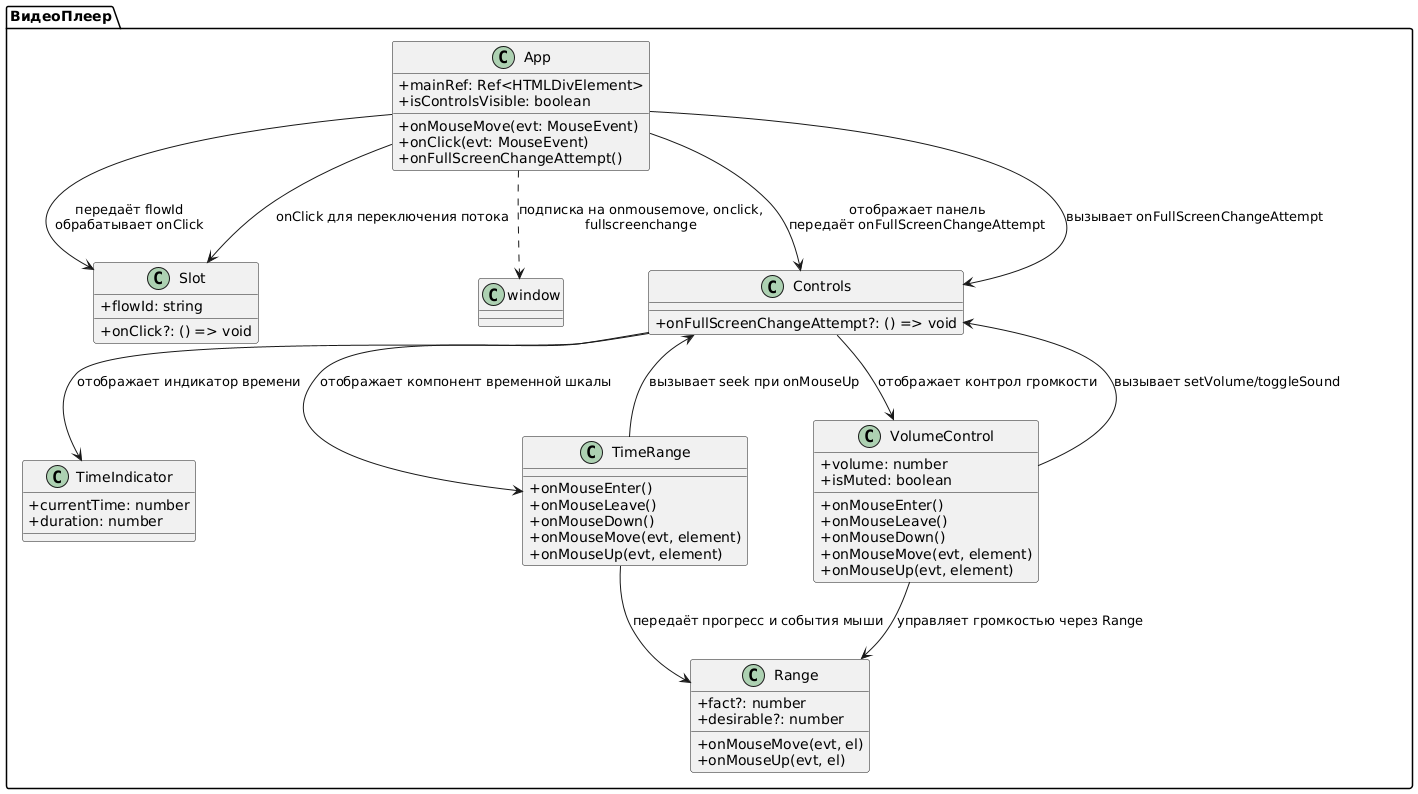 ВидеоПлеер
C App
+mainRef: Ref<HTMLDivElement>
+isControlsVisible: boolean
+onMouseMove(evt: MouseEvent)
+onClick(evt: MouseEvent)
+onFullScreenChangeAttempt()
передаёт flowId
обрабатывает onClick
onClick для переключения потока
подписка на onmousemove, onclick,
fullscreenchange
отображает панель
передаёт onFullScreenChangeAttempt
вызывает onFullScreenChangeAttempt
C Slot
+flowId: string
+onClick?: () => void
C window
C Controls
+onFullScreenChangeAttempt?: () => void
отображает индикатор времени
отображает компонент временной шкалы
вызывает seek при onMouseUp
отображает контрол громкости
вызывает setVolume/toggleSound
C TimeIndicator
+currentTime: number
+duration: number
C TimeRange
+onMouseEnter()
+onMouseLeave()
+onMouseDown()
+onMouseMove(evt, element)
+onMouseUp(evt, element)
C VolumeControl
+volume: number
+isMuted: boolean
+onMouseEnter()
+onMouseLeave()
+onMouseDown()
+onMouseMove(evt, element)
+onMouseUp(evt, element)
передаёт прогресс и события мыши
управляет громкостью через Range
C Range
+fact?: number
+desirable?: number
+onMouseMove(evt, el)
+onMouseUp(evt, el)